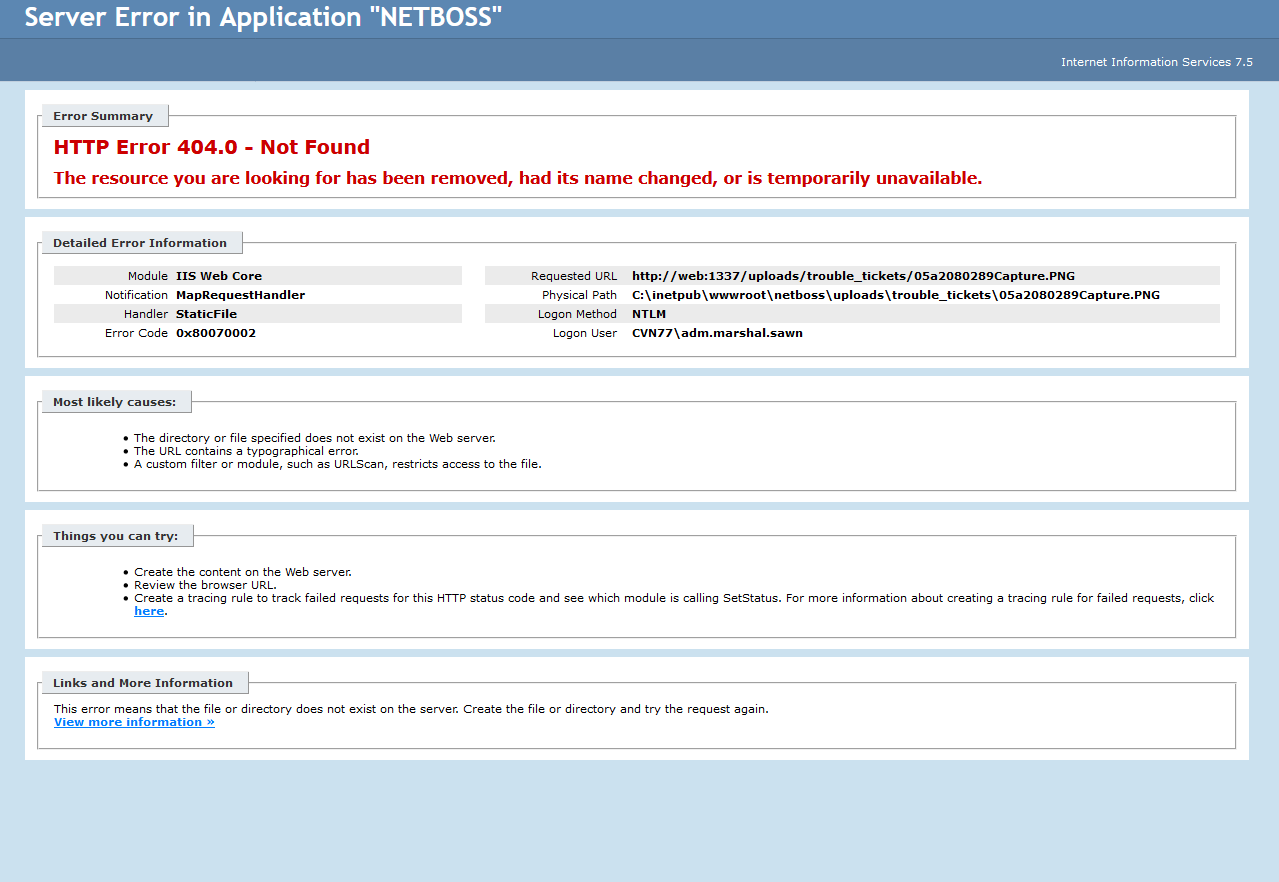 Server Error in Application "NETBOSS"
Internet Information Services 7.5
Error Summary
HTTP Error 404.0 - Not Found
The resource you are looking for has been removed, had its name changed, or is temporarily unavailable.
Detailed Error Information
Module IIS Web Core
Notification MapRequestHandler
Handler StaticFile
Error Code 0x80070002
Requested URL http://web:1337/uploads/trouble_tickets/05a2080289Capture.PNG
Physical Path C:\inetpub\wwwroot\netboss\uploads\trouble_tickets\05a2080289Capture.PNG
Logon Method NTLM
Logon User CVN77\adm.marshal.sawn
Most likely causes:
• The directory or file specified does not exist on the Web server.
• The URL contains a typographical error.
• A custom filter or module, such as URLScan, restricts access to the file.
Things you can try:
• Create the content on the Web server.
• Review the browser URL.
• Create a tracing rule to track failed requests for this HTTP status code and see which module is calling SetStatus. For more information about creating a tracing rule for failed requests, click
here.
Links and More Information
This error means that the file or directory does not exist on the server. Create the file or directory and try the request again.
View more information »